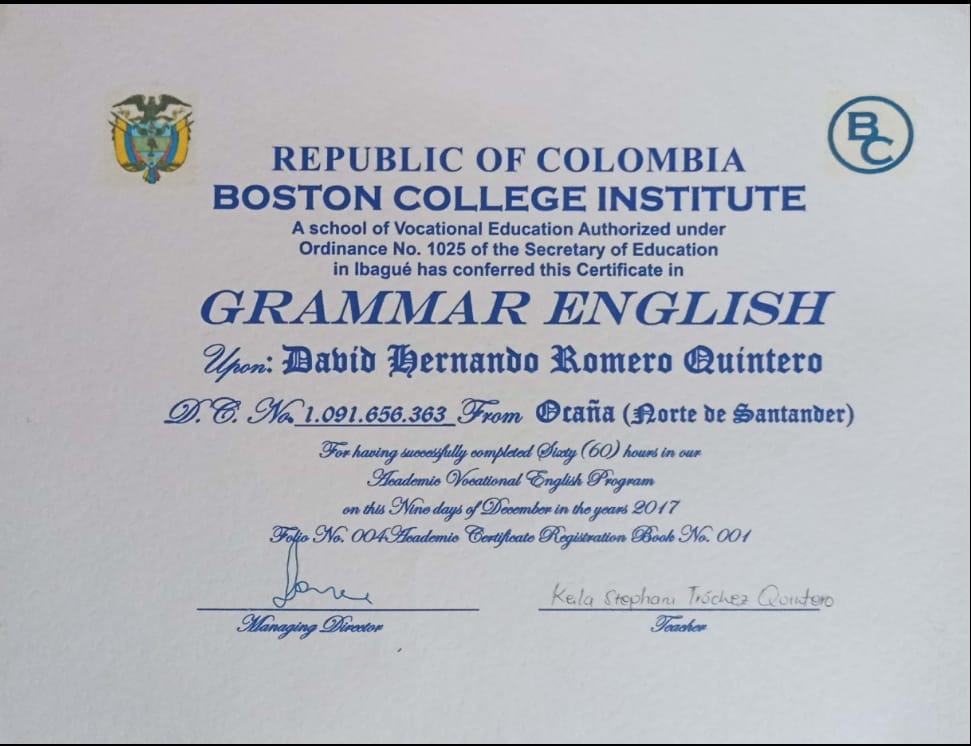 BC
REPUBLIC OF COLOMBIA
BOSTON COLLEGE INSTITUTE
A school of Vocational Education Authorized under
Ordinance No. 1025 of the Secretary of Education
in Ibagué has conferred this Certificate in
GRAMMAR ENGLISH
Upon: David Hernando Romero Quintero
D. C. No. 1.091.656.363 From Ocaña (Norte de Santander)
For having successfully completed Sixty (60) hours in our
Academic Vocational English Program
on this Nine days of December in the years 2017
Folio No. 004 Academic Certificate Registration Book No. 001
Keila Stephani Tróchez Quintero
Managing Director
Teacher